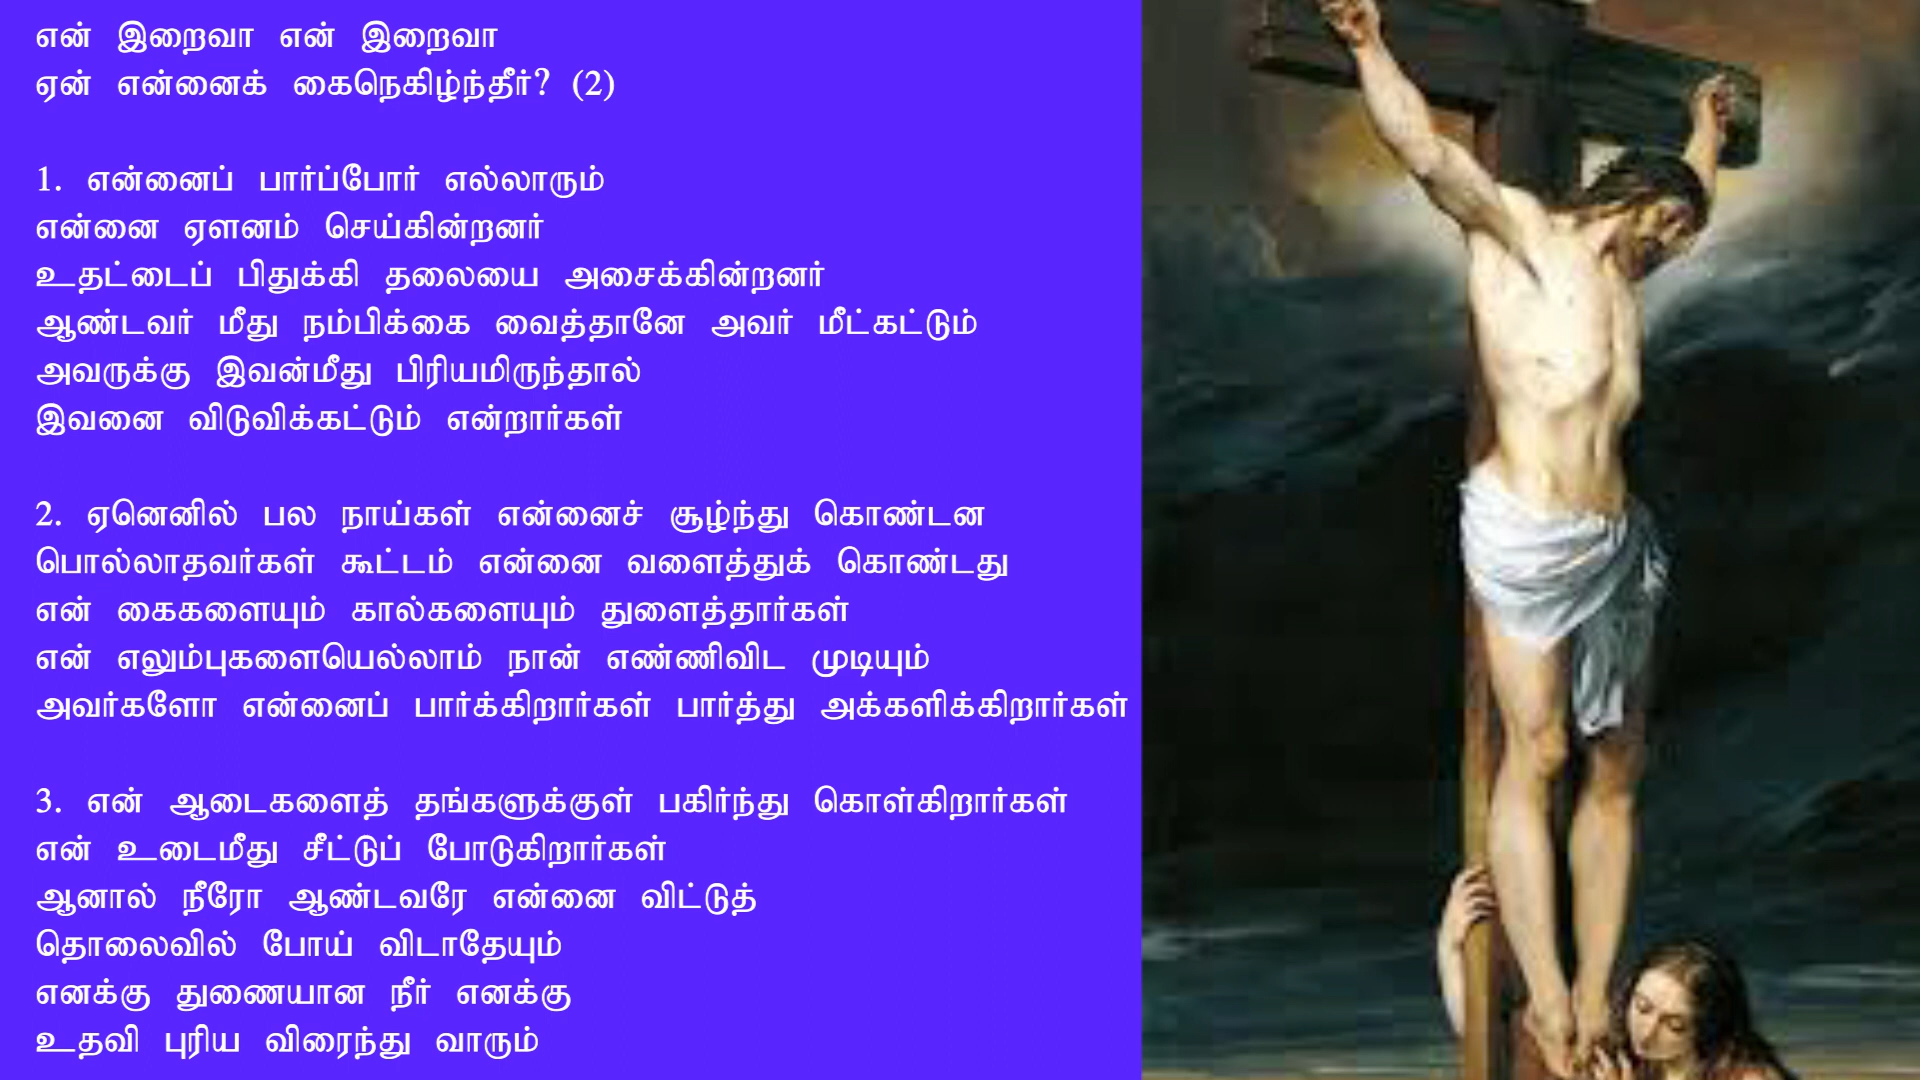 என் இறைவா என் இறைவா
ஏன் என்னைக் கைநெகிழ்ந்தீர்? (2)
1. என்னைப் பார்ப்போர் எல்லாரும்
என்னை ஏளனம் செய்கின்றனர்
உதட்டைப் பிதுக்கி தலையை அசைக்கின்றனர்
ஆண்டவர் மீது நம்பிக்கை வைத்தானே அவர் மீட்கட்டும்
அவருக்கு இவன்மீது பிரியமிருந்தால்
இவனை விடுவிக்கட்டும் என்றார்கள்
2. ஏனெனில் பல நாய்கள் என்னைச் சூழ்ந்து கொண்டன
பொல்லாதவர்கள் கூட்டம் என்னை வளைத்துக் கொண்டது
என் கைகளையும் கால்களையும் துளைத்தார்கள்
என் எலும்புகளையெல்லாம் நான் எண்ணிவிட முடியும்
அவர்களோ என்னைப் பார்க்கிறார்கள் பார்த்து அக்களிக்கிறார்கள்
3. என் ஆடைகளைத் தங்களுக்குள் பகிர்ந்து கொள்கிறார்கள்
என் உடைமீது சீட்டுப் போடுகிறார்கள்
ஆனால் நீரோ ஆண்டவரே என்னை விட்டுத்
தொலைவில் போய் விடாதேயும்
எனக்கு துணையான நீர் எனக்கு
உதவி புரிய விரைந்து வாரும்